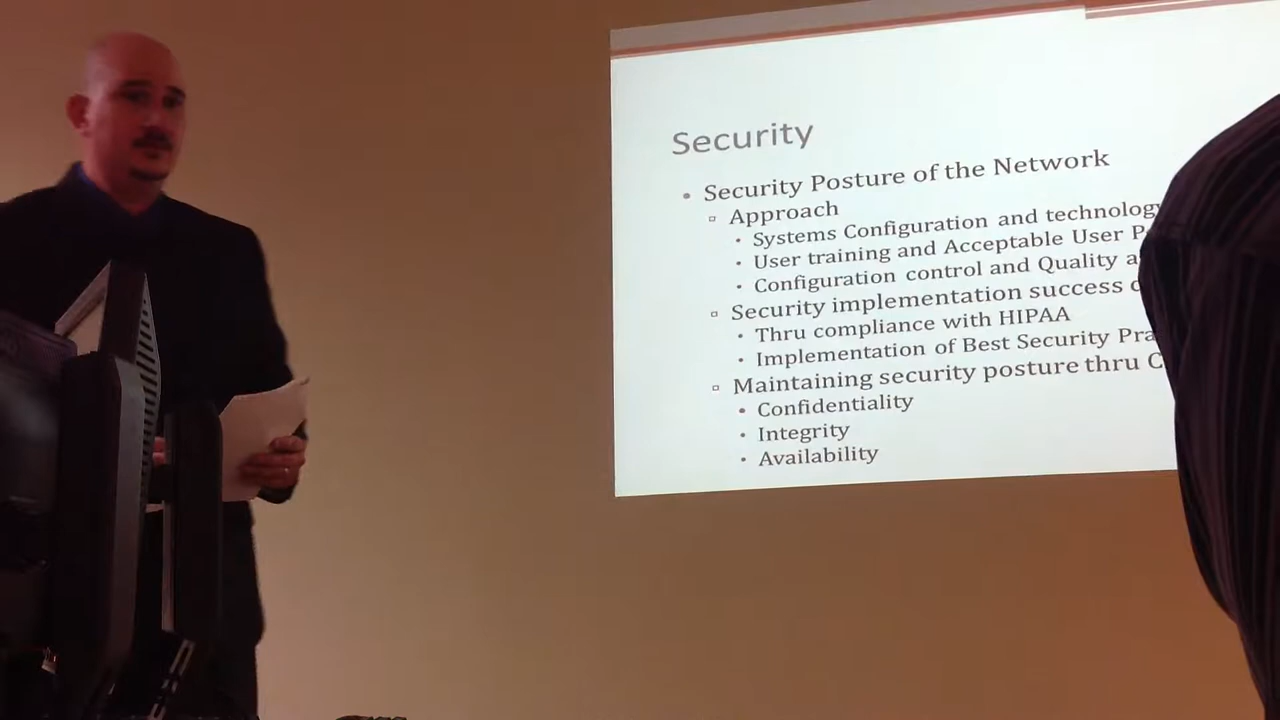 Security
• Security Posture of the Network
▫ Approach
• Systems Configuration and technology
• User training and Acceptable User
• Configuration control and Quality
▫ Security implementation success
• Thru compliance with HIPAA
• Implementation of Best Security
▫ Maintaining security posture thru
• Confidentiality
• Integrity
• Availability